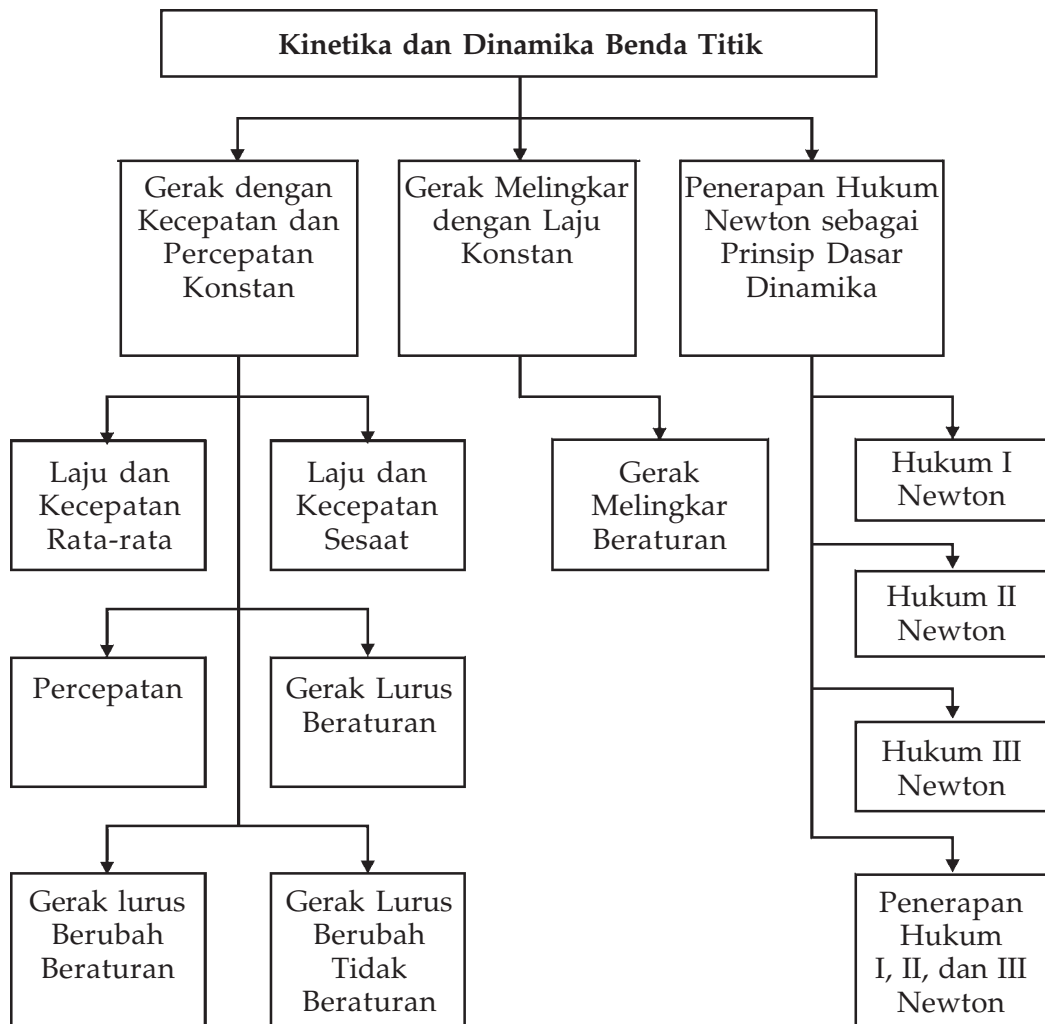 Kinetika dan Dinamika Benda Titik
Gerak dengan
Kecepatan dan
Percepatan
Konstan
Gerak Melingkar
dengan Laju
Konstan
Penerapan Hukum
Newton sebagai
Prinsip Dasar
Dinamika
Laju dan
Kecepatan
Rata-rata
Laju dan
Kecepatan
Sesaat
Gerak
Melingkar
Beraturan
Hukum I
Newton
Hukum II
Newton
Percepatan
Gerak Lurus
Beraturan
Hukum III
Newton
Gerak lurus
Berubah
Beraturan
Gerak Lurus
Berubah
Tidak
Beraturan
Penerapan
Hukum
I, II, dan III
Newton